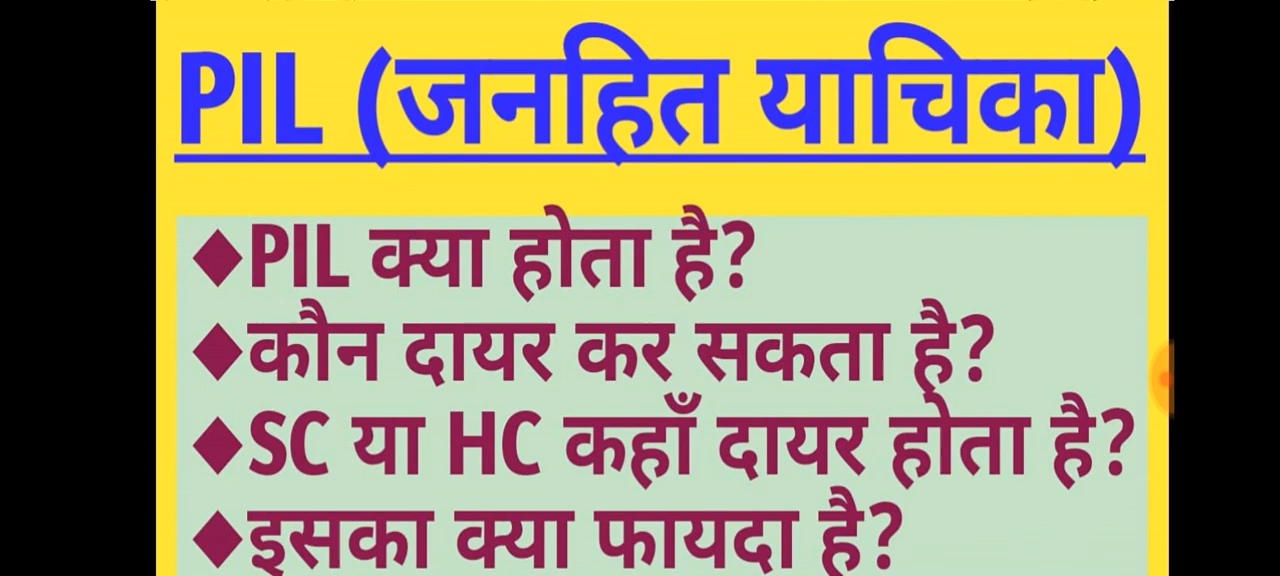 PIL (जनहित याचिका)
◆PIL क्या होता है?
◆कौन दायर कर सकता है?
◆SC या HC कहाँ दायर होता है?
◆इसका क्या फायदा है?